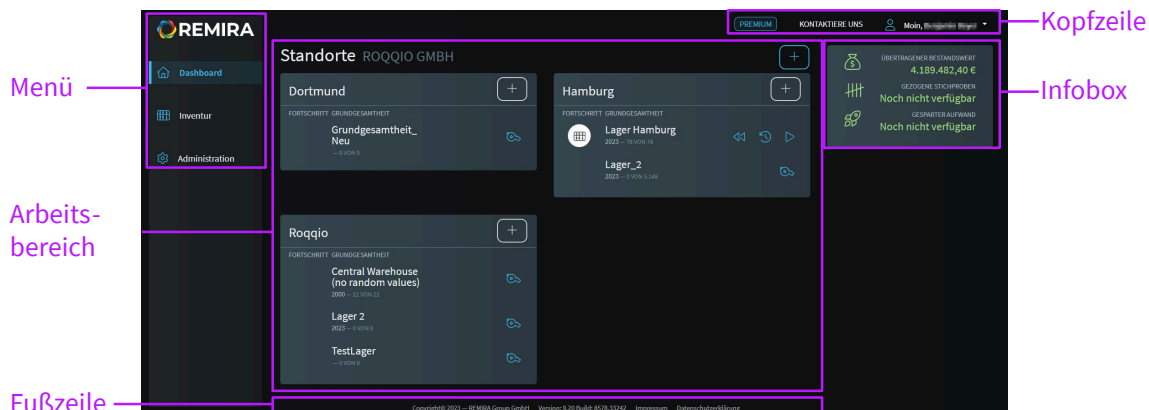 REMIRA
PREMIUM KONTAKTIERE UNS Moin,
Kopfzeile
Menü
Dashboard
Inventur
Administration
Standorte ROQQIO GMBH
Dortmund
FORTSCHRITT GRUNDGESAMTHEIT
Grundgesamtheit_
Neu
— 0 VON 0
Hamburg
FORTSCHRITT GRUNDGESAMTHEIT
Lager Hamburg
2023 — 78 VON 78
Lager_2
2023 — 0 VON 5.148
ÜBERTRAGENER BESTANDSWERT
4.189.482,40 €
GEZOGENE STICHPROBEN
Noch nicht verfügbar
GESPARTER AUFWAND
Noch nicht verfügbar
Infobox
Arbeits-
bereich
Roqqio
FORTSCHRITT GRUNDGESAMTHEIT
Central Warehouse
(no random values)
2000 — 22 VON 22
Lager 2
2023 — 0 VON 0
TestLager
— 0 VON 0
Fußzeile
Copyright© 2023 — REMIRA Group GmbH Version: 9.20 Build: 8578.33242 Impressum Datenschutzerklärung